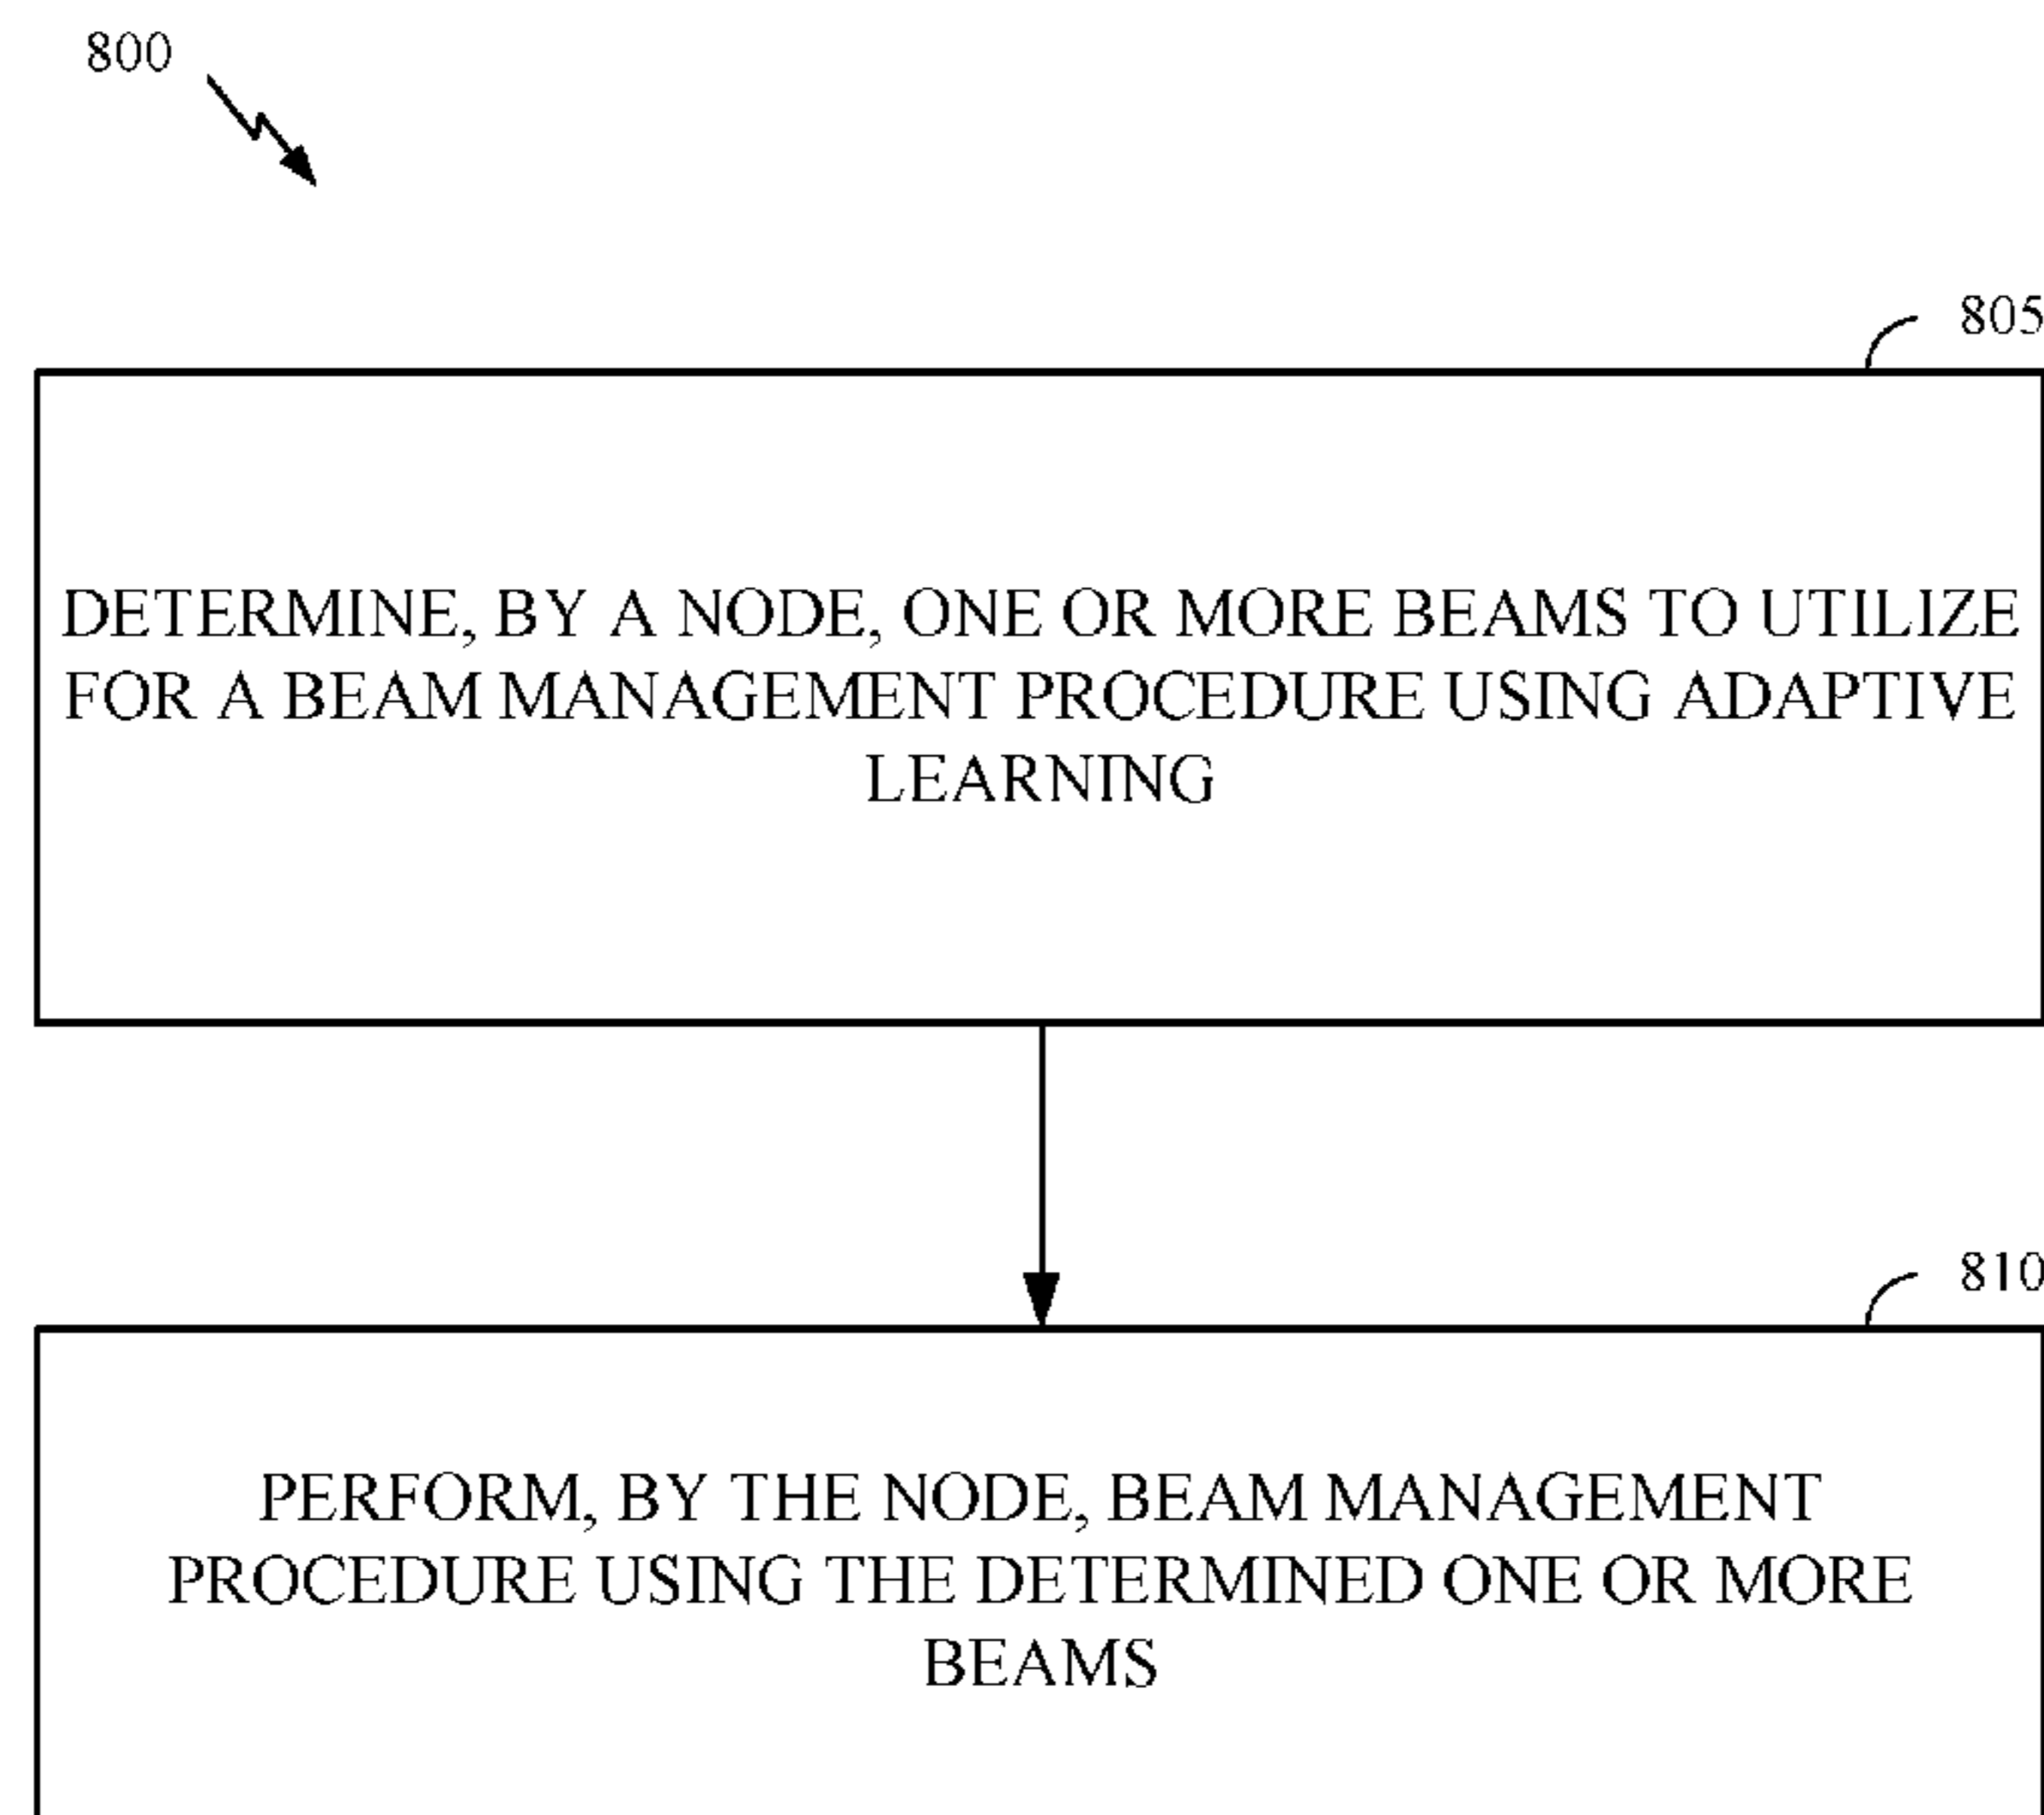 800
805
DETERMINE, BY A NODE, ONE OR MORE BEAMS TO UTILIZE
FOR A BEAM MANAGEMENT PROCEDURE USING ADAPTIVE
LEARNING
810
PERFORM, BY THE NODE, BEAM MANAGEMENT
PROCEDURE USING THE DETERMINED ONE OR MORE
BEAMS